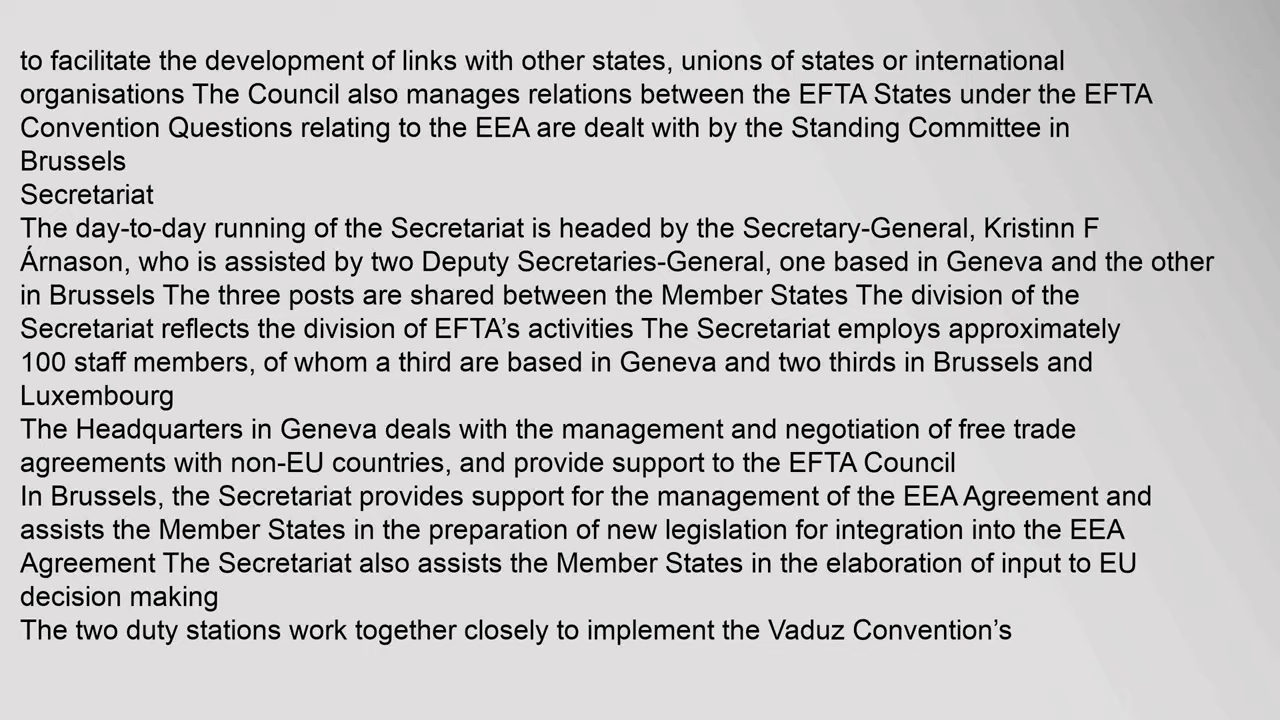 to facilitate the development of links with other states, unions of states or international
organisations The Council also manages relations between the EFTA States under the EFTA
Convention Questions relating to the EEA are dealt with by the Standing Committee in
Brussels
Secretariat
The day-to-day running of the Secretariat is headed by the Secretary-General, Kristinn F
Árnason, who is assisted by two Deputy Secretaries-General, one based in Geneva and the other
in Brussels The three posts are shared between the Member States The division of the
Secretariat reflects the division of EFTA’s activities The Secretariat employs approximately
100 staff members, of whom a third are based in Geneva and two thirds in Brussels and
Luxembourg
The Headquarters in Geneva deals with the management and negotiation of free trade
agreements with non-EU countries, and provide support to the EFTA Council
In Brussels, the Secretariat provides support for the management of the EEA Agreement and
assists the Member States in the preparation of new legislation for integration into the EEA
Agreement The Secretariat also assists the Member States in the elaboration of input to EU
decision making
The two duty stations work together closely to implement the Vaduz Convention’s